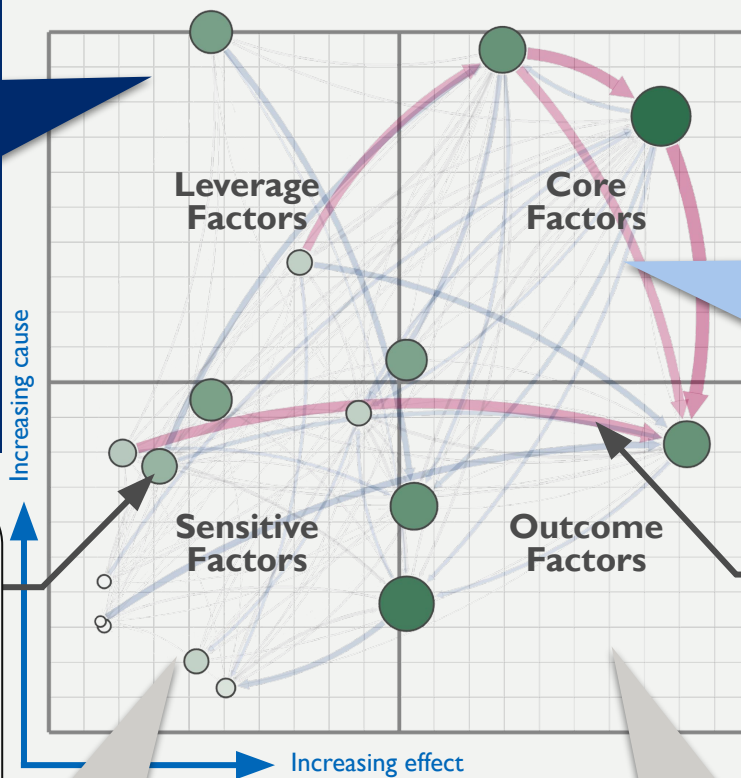 Leverage
Factors
Core
Factors
Increasing cause
Sensitive
Factors
Outcome
Factors
Increasing effect